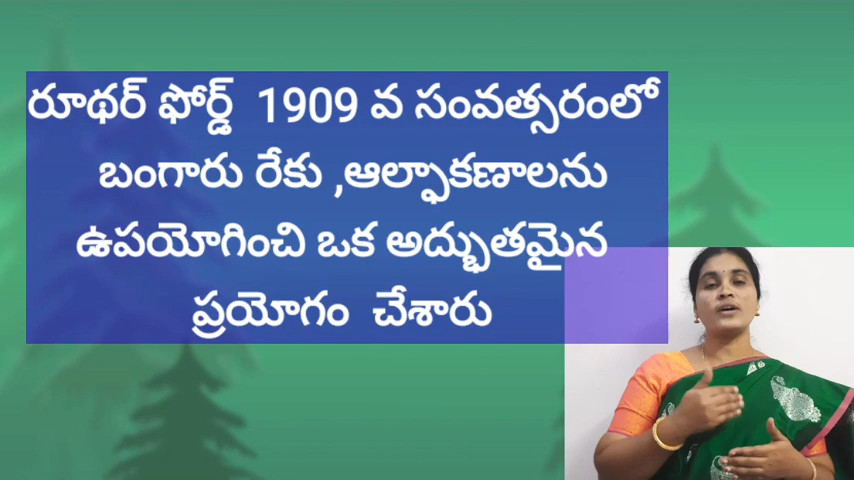 రూథర్ ఫోర్డ్ 1909 వ సంవత్సరంలో
బంగారు రేకు ,ఆల్ఫాకణాలను
ఉపయోగించి ఒక అద్భుతమైన
ప్రయోగం చేశారు